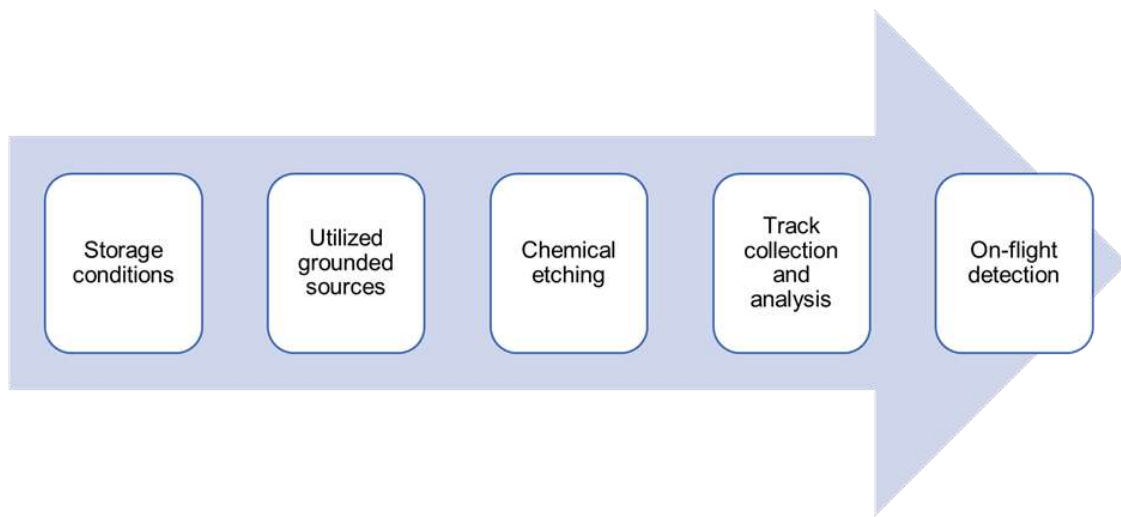 Storage
conditions
Utilized
grounded
sources
Chemical
etching
Track
collection
and
analysis
On-flight
detection